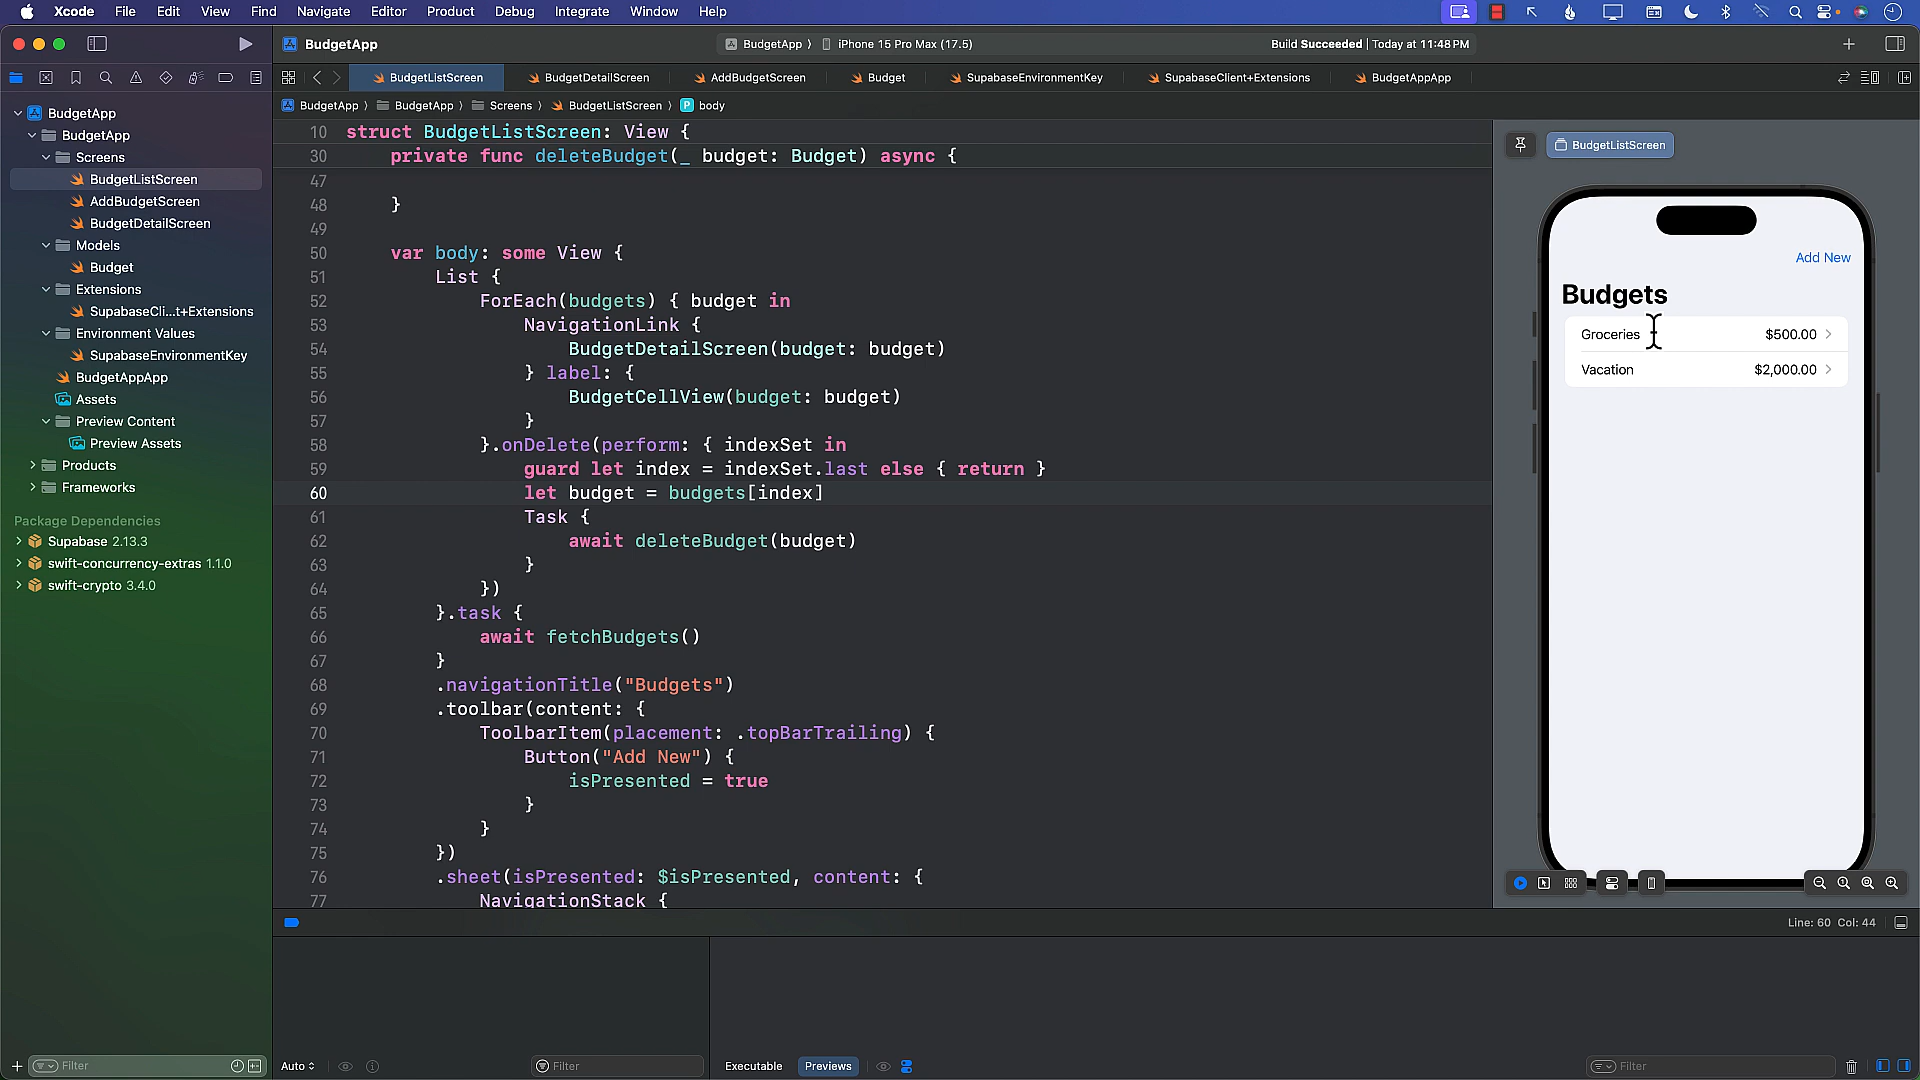 Xcode File Edit View Find Navigate Editor Product Debug Integrate Window Help
BudgetApp
BudgetApp 〉 iPhone 15 Pro Max (17.5)
Build Succeeded | Today at 11:48 PM
BudgetListScreen BudgetDetailScreen AddBudgetScreen Budget SupabaseEnvironmentKey SupabaseClient+Extensions BudgetAppApp
BudgetApp 〉 BudgetApp 〉 Screens 〉 BudgetListScreen 〉 P body
BudgetApp
BudgetApp
Screens
BudgetListScreen
AddBudgetScreen
BudgetDetailScreen
Models
Budget
Extensions
SupabaseCli...t+Extensions
Environment Values
SupabaseEnvironmentKey
BudgetAppApp
Assets
Preview Content
Preview Assets
Products
Frameworks
Package Dependencies
Supabase 2.13.3
swift-concurrency-extras 1.1.0
swift-crypto 3.4.0
Filter
10 struct BudgetListScreen: View {
30 private func deleteBudget(_ budget: Budget) async {
47
48 }
49
50 var body: some View {
51 List {
52 ForEach(budgets) { budget in
53 NavigationLink {
54 BudgetDetailScreen(budget: budget)
55 } label: {
56 BudgetCellView(budget: budget)
57 }
58 }.onDelete(perform: { indexSet in
59 guard let index = indexSet.last else { return }
60 let budget = budgets[index]
61 Task {
62 await deleteBudget(budget)
63 }
64 })
65 }.task {
66 await fetchBudgets()
67 }
68 .navigationTitle("Budgets")
69 .toolbar(content: {
70 ToolbarItem(placement: .topBarTrailing) {
71 Button("Add New") {
72 isPresented = true
73 }
74 }
75 })
76 .sheet(isPresented: $isPresented, content: {
77 NavigationStack {
BudgetListScreen
Add New
Budgets
Groceries $500.00
Vacation $2,000.00
Line: 60 Col: 44
Auto
Filter
Executable Previews
Filter